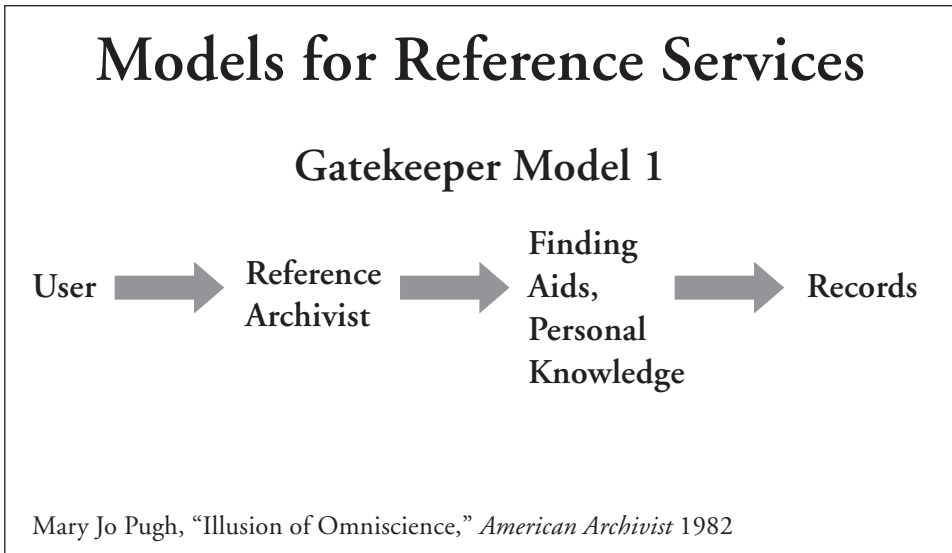 Models for Reference Services
Gatekeeper Model 1
User
Reference
Archivist
Finding
Aids,
Personal
Knowledge
Records
Mary Jo Pugh, “Illusion of Omniscience,” American Archivist 1982